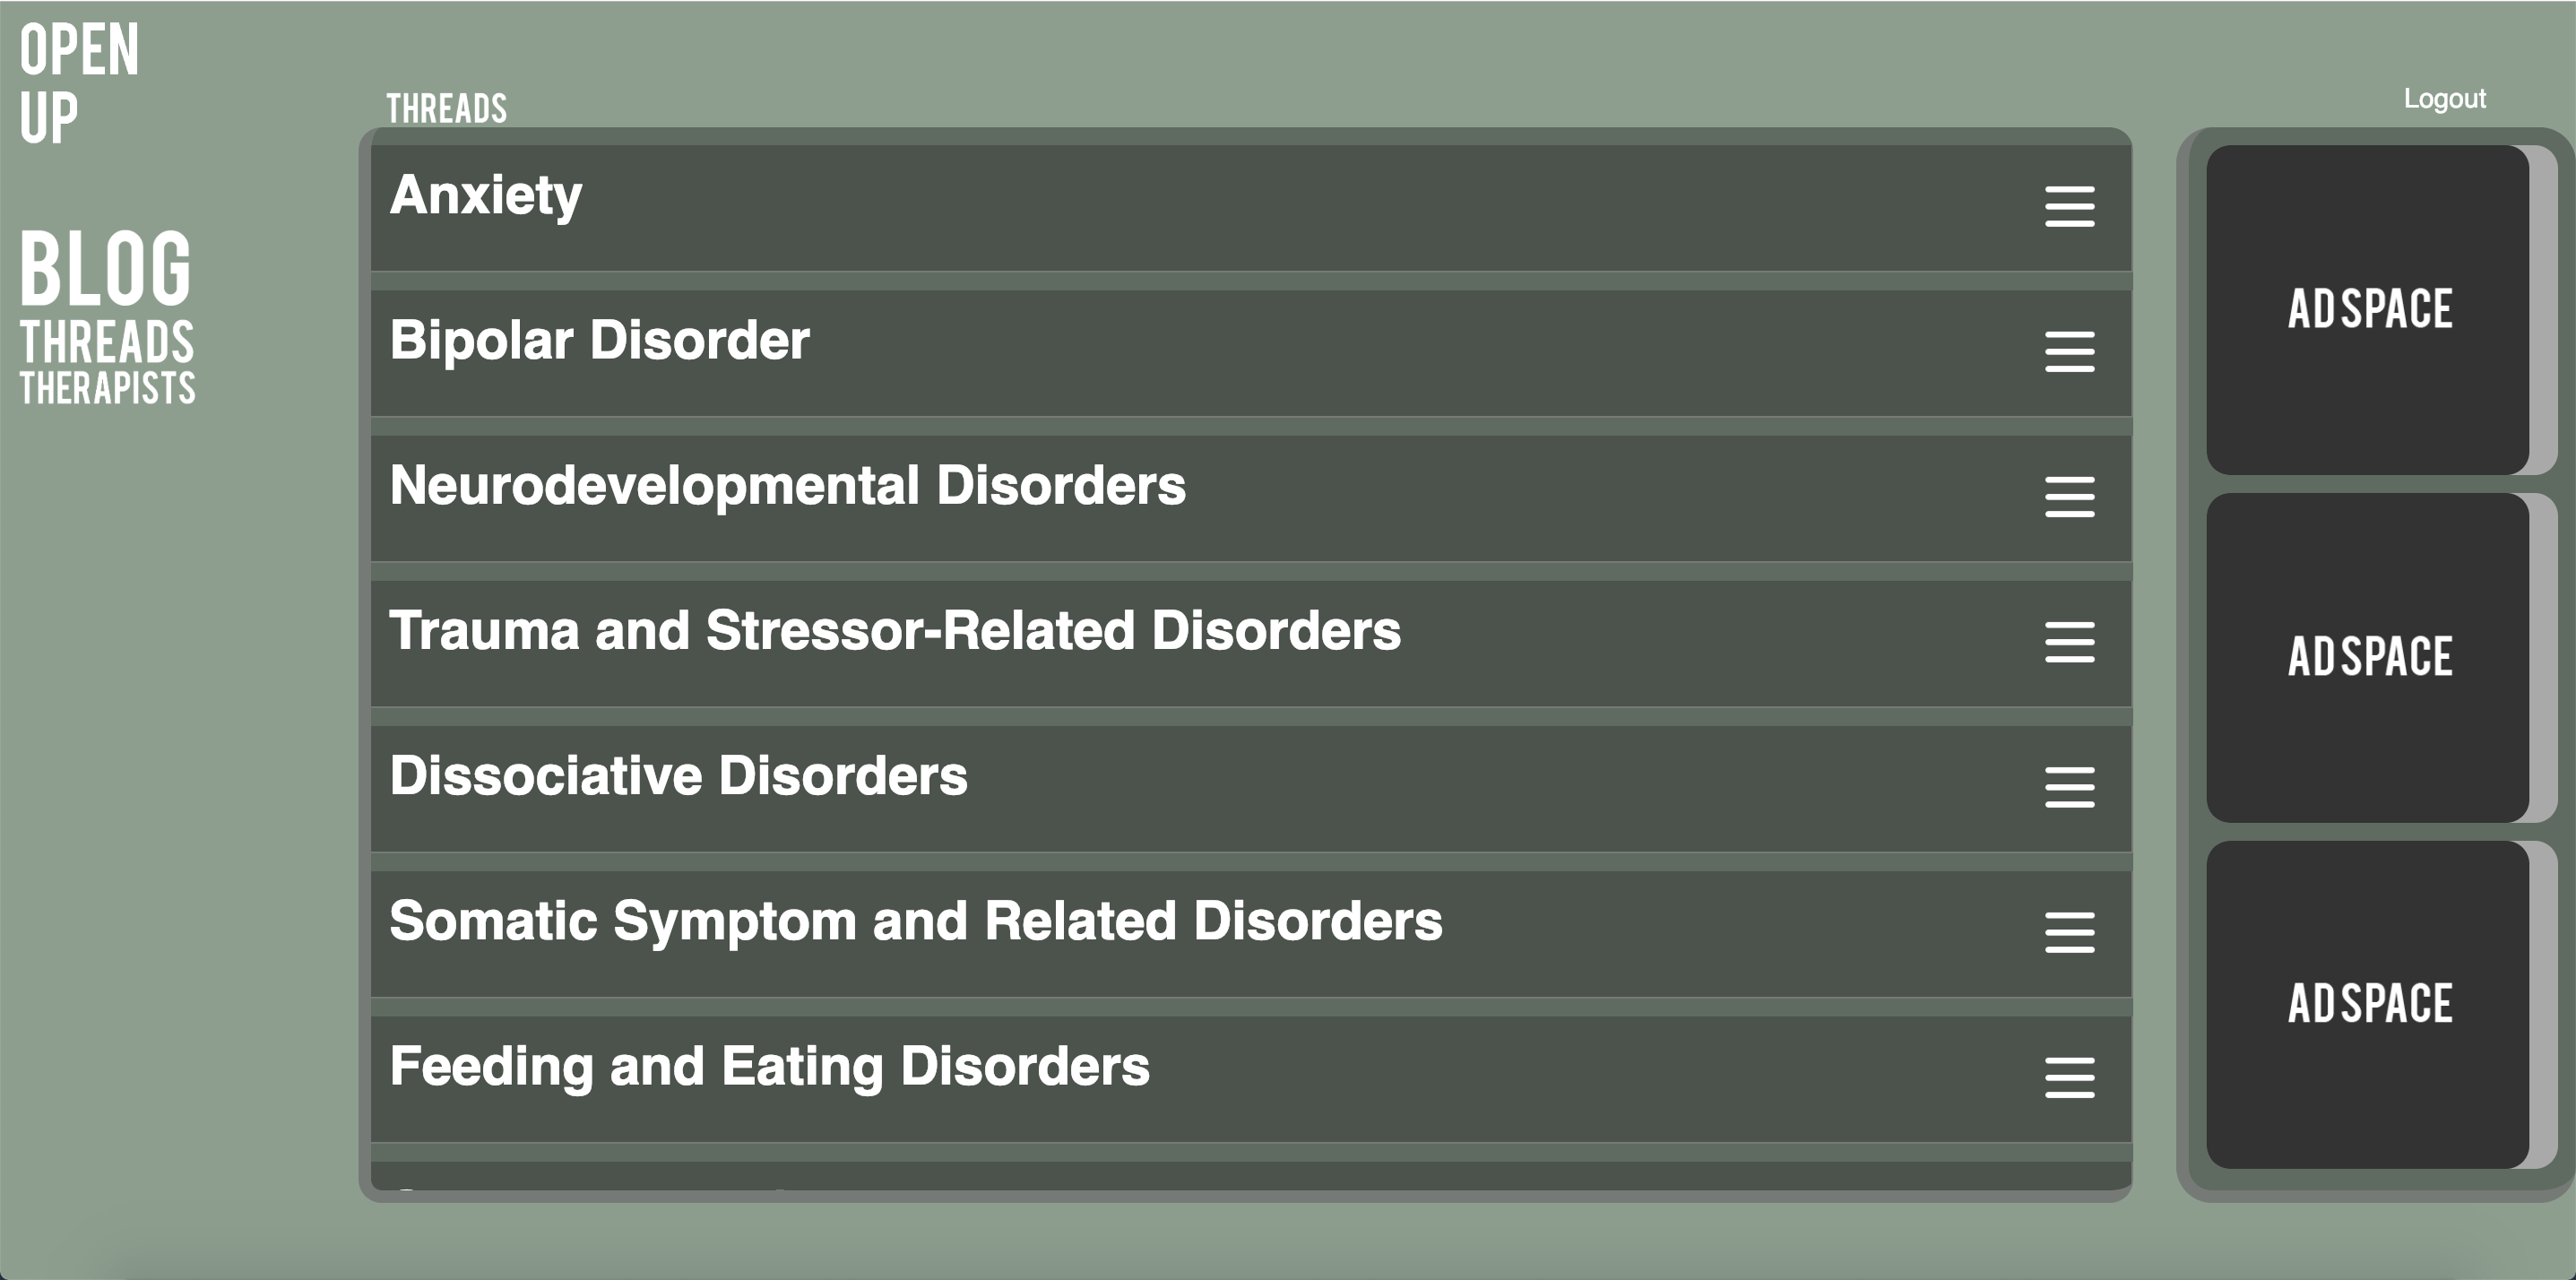 OPEN
UP
BLOG
THREADS
THERAPISTS
THREADS
Logout
Anxiety
Bipolar Disorder
Neurodevelopmental Disorders
Trauma and Stressor-Related Disorders
Dissociative Disorders
Somatic Symptom and Related Disorders
Feeding and Eating Disorders
AD SPACE
AD SPACE
AD SPACE